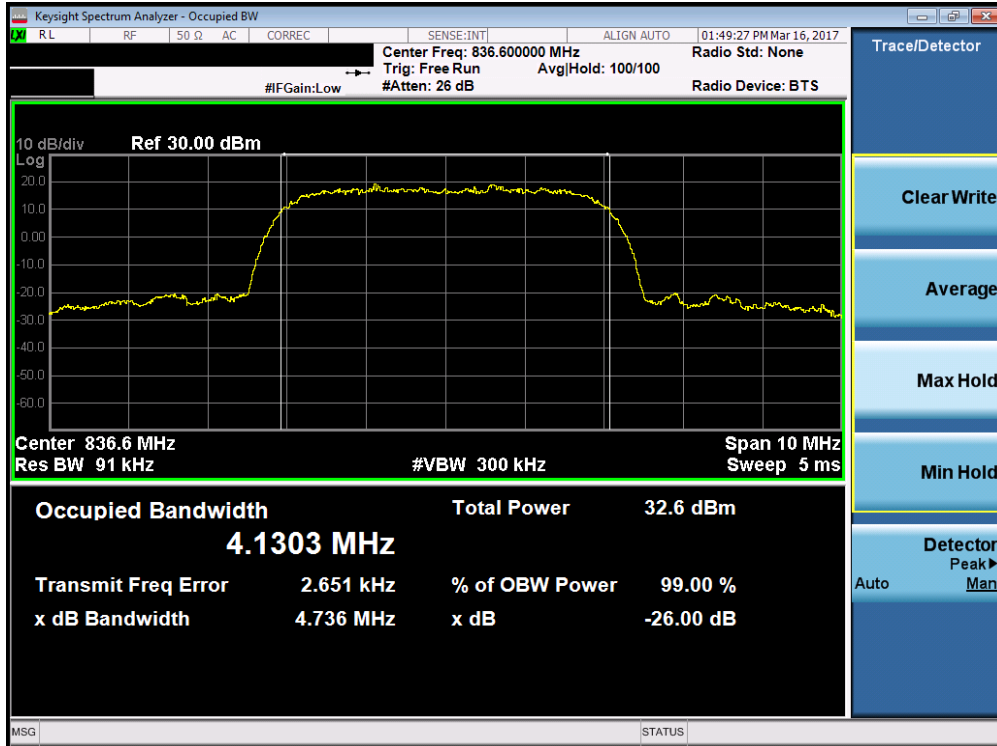 Keysight Spectrum Analyzer - Occupied BW
LXI RL RF 50 Ω AC CORREC SENSE:INT ALIGN AUTO 01:49:27 PM Mar 16, 2017
Center Freq: 836.600000 MHz Radio Std: None
Trig: Free Run Avg|Hold: 100/100
#IFGain:Low #Atten: 26 dB Radio Device: BTS
10 dB/div Ref 30.00 dBm
Log
20.0
10.0
0.00
-10.0
-20.0
-30.0
-40.0
-50.0
-60.0
Center 836.6 MHz Span 10 MHz
Res BW 91 kHz #VBW 300 kHz Sweep 5 ms
Occupied Bandwidth Total Power 32.6 dBm
4.1303 MHz
Transmit Freq Error 2.651 kHz % of OBW Power 99.00 %
x dB Bandwidth 4.736 MHz x dB -26.00 dB
MSG STATUS
Trace/Detector
Clear Write
Average
Max Hold
Min Hold
Detector
Peak▶
Auto Man